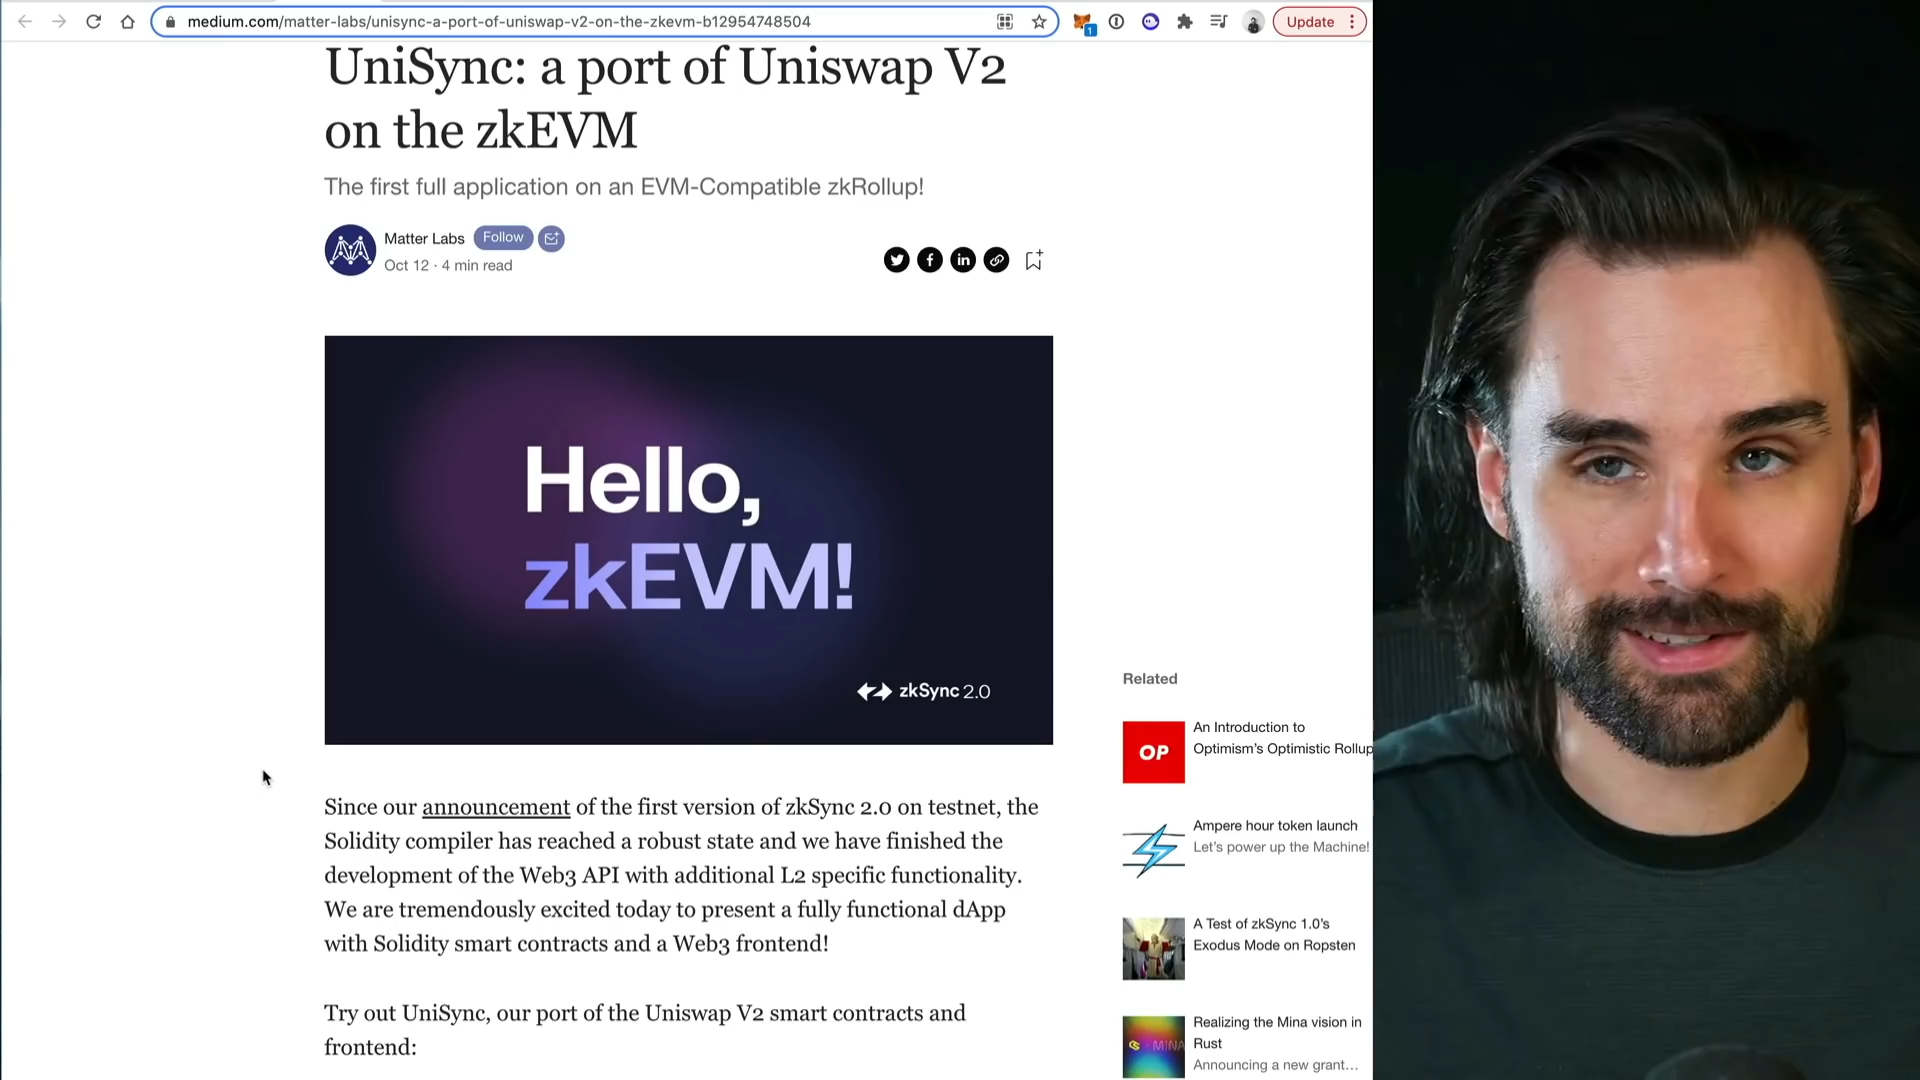 medium.com/matter-labs/unisync-a-port-of-uniswap-v2-on-the-zkevm-b12954748504
1
Update
UniSync: a port of Uniswap V2
on the zkEVM
The first full application on an EVM-Compatible zkRollup!
Matter Labs
Follow
Oct 12 · 4 min read
Hello,
zkEVM!
zkSync 2.0
Since our announcement of the first version of zkSync 2.0 on testnet, the
Solidity compiler has reached a robust state and we have finished the
development of the Web3 API with additional L2 specific functionality.
We are tremendously excited today to present a fully functional dApp
with Solidity smart contracts and a Web3 frontend!
Try out UniSync, our port of the Uniswap V2 smart contracts and
frontend:
Related
OP
An Introduction to
Optimism's Optimistic Rollup
Ampere hour token launch
Let's power up the Machine!
A Test of zkSync 1.0's
Exodus Mode on Ropsten
MINA
Realizing the Mina vision in
Rust
Announcing a new grant…